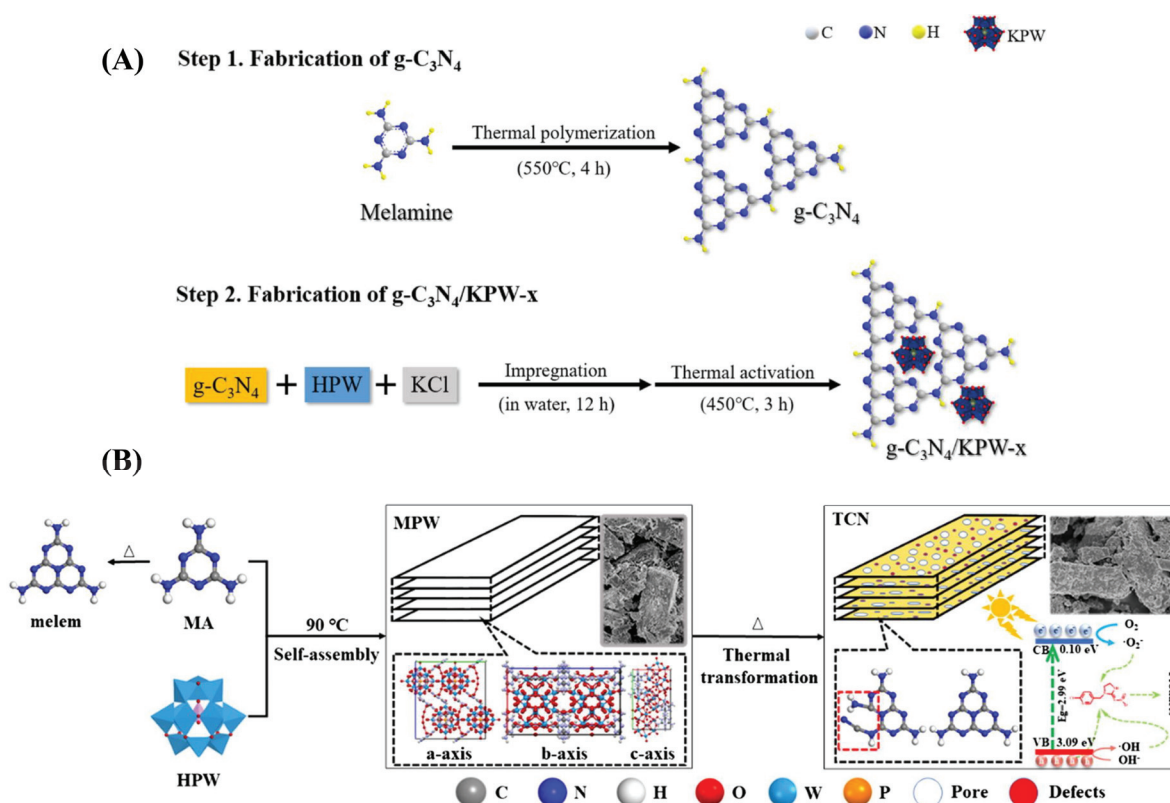 (A)
Step 1. Fabrication of g-C₃N₄
C
N
H
KPW
Thermal polymerization
(550℃, 4 h)
Melamine
g-C₃N₄
Step 2. Fabrication of g-C₃N₄/KPW-x
g-C₃N₄ + HPW + KCl
Impregnation
(in water, 12 h)
Thermal activation
(450℃, 3 h)
g-C₃N₄/KPW-x
(B)
△
melem
MA
HPW
90 ℃
Self-assembly
MPW
a-axis
b-axis
c-axis
△
Thermal
transformation
TCN
e⁻ e⁻ e⁻ e⁻
CB 0.10 eV
O₂
·O₂⁻
Eg=2.99 eV
VB 3.09 eV
·OH
OH⁻
C
N
H
O
W
P
Pore
Defects